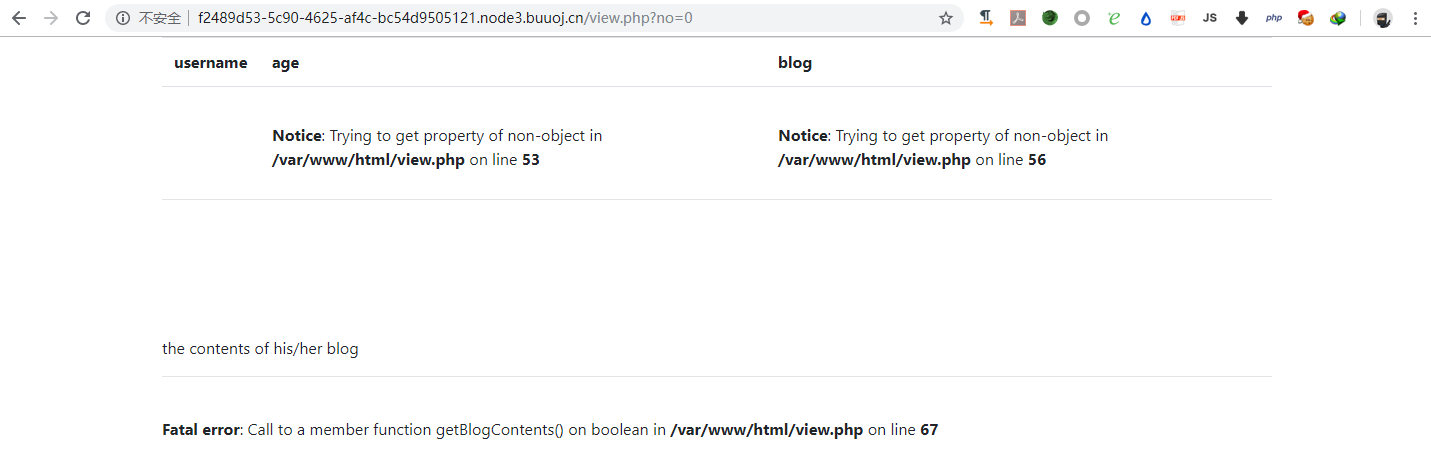 不安全 f2489d53-5c90-4625-af4c-bc54d9505121.node3.buuoj.cn/view.php?no=0
JS
php
username age blog
Notice: Trying to get property of non-object in
/var/www/html/view.php on line 53
Notice: Trying to get property of non-object in
/var/www/html/view.php on line 56
the contents of his/her blog
Fatal error: Call to a member function getBlogContents() on boolean in /var/www/html/view.php on line 67